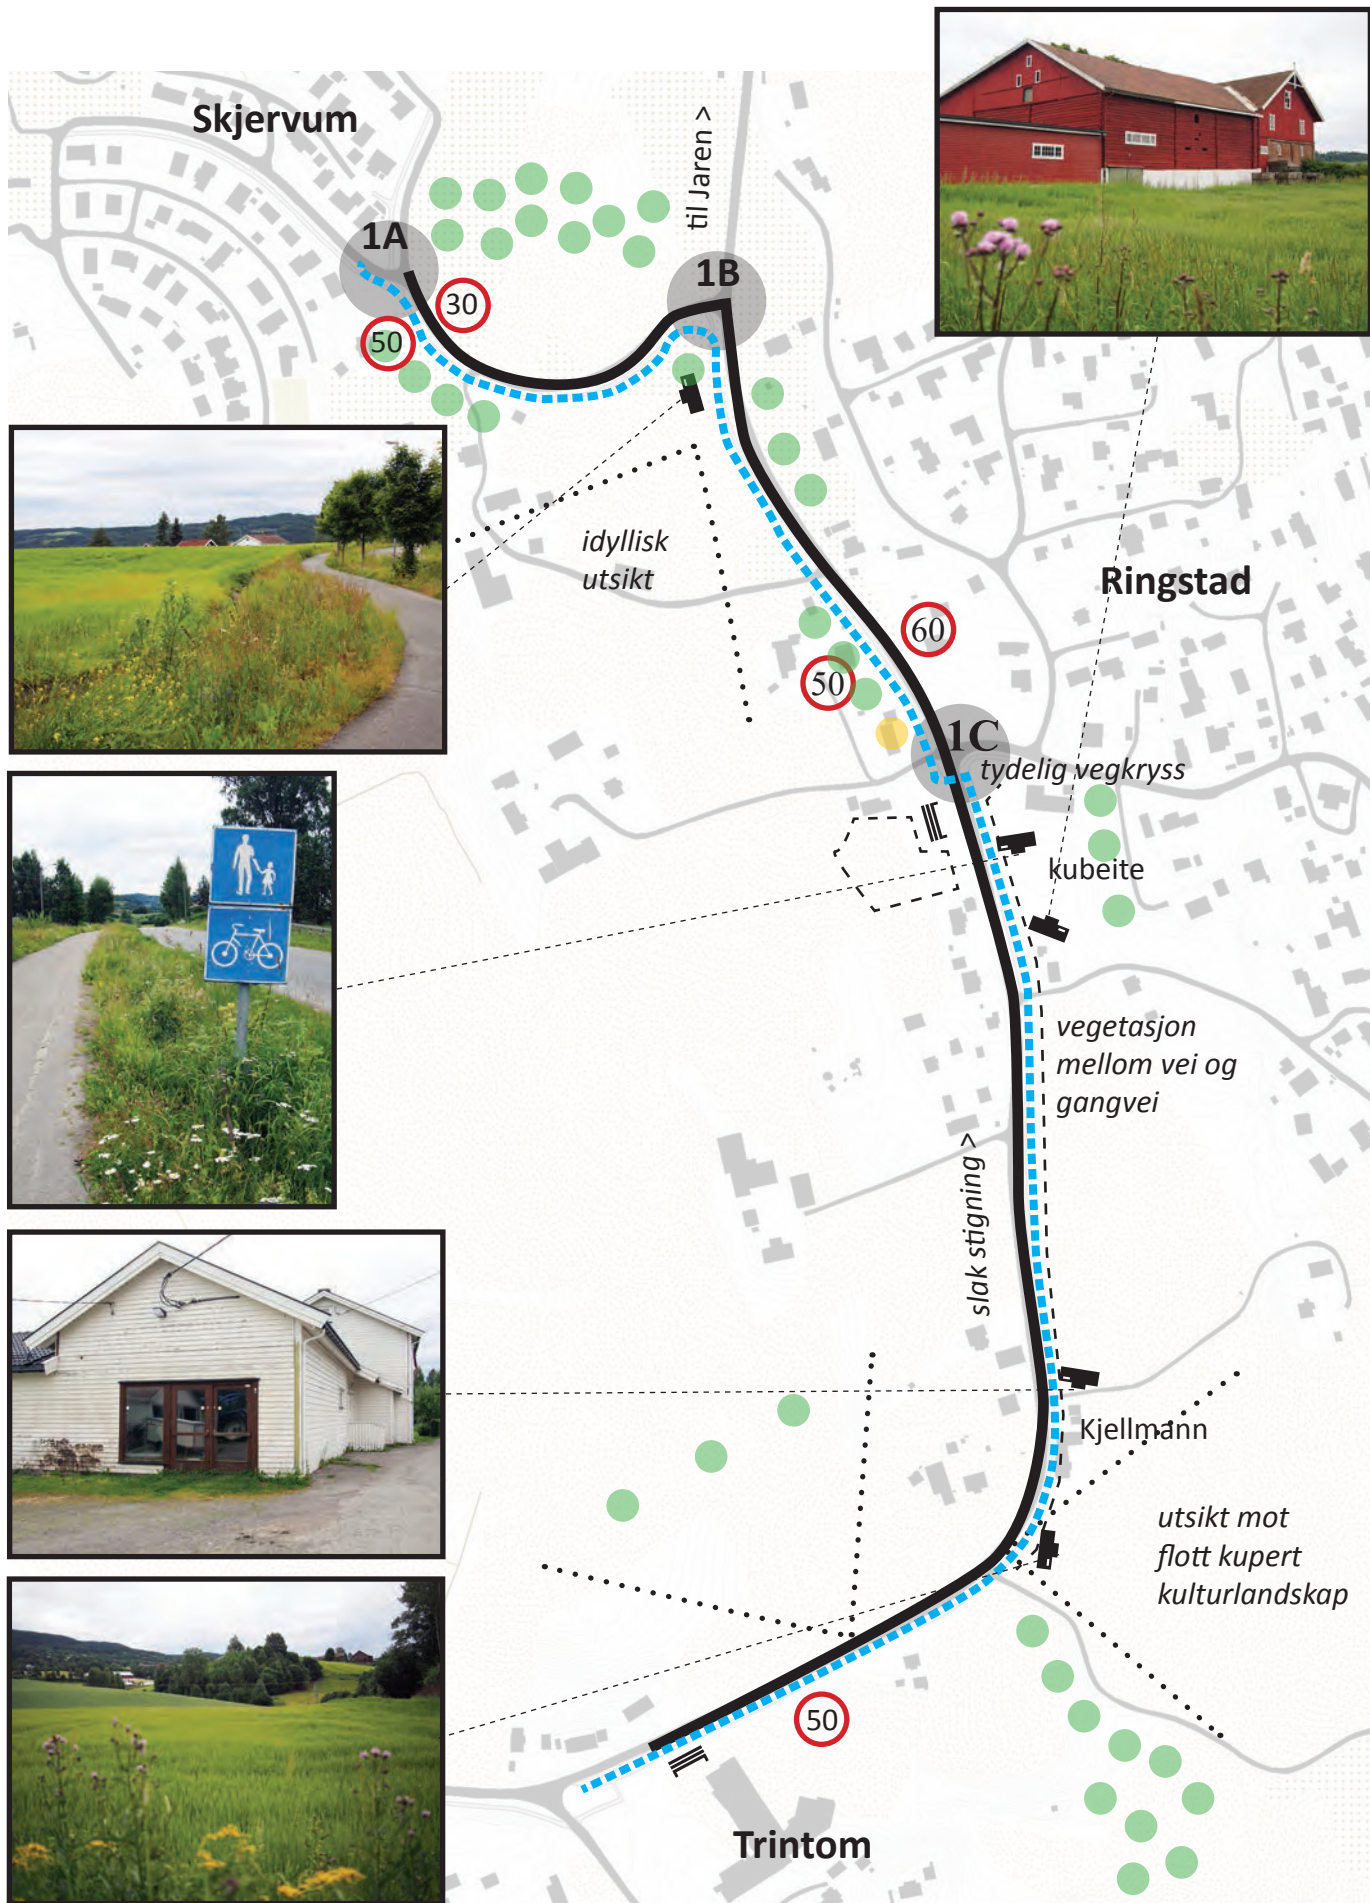 Skjervum
til Jaren >
1A
1B
30
50
idyllisk
utsikt
Ringstad
60
50
1C
tydelig vegkryss
kubeite
vegetasjon
mellom vei og
gangvei
slak stigning >
Kjellmann
utsikt mot
flott kupert
kulturlandskap
50
Trintom